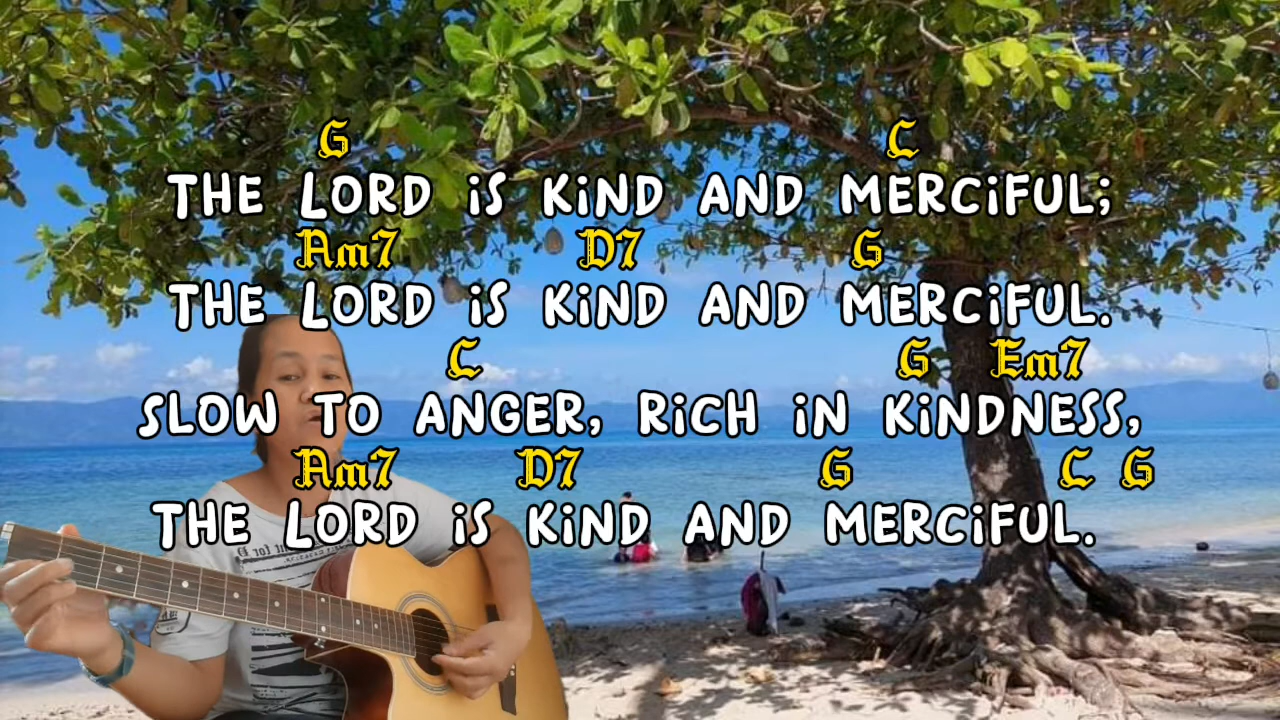 G C
THE LORD iS KiND AND MERCiFUL;
Am7 D7 G
THE LORD iS KiND AND MERCiFUL.
C G Em7
SLOW TO ANGER, RiCH iN KiNDNESS,
Am7 D7 G C G
THE LORD iS KiND AND MERCiFUL.